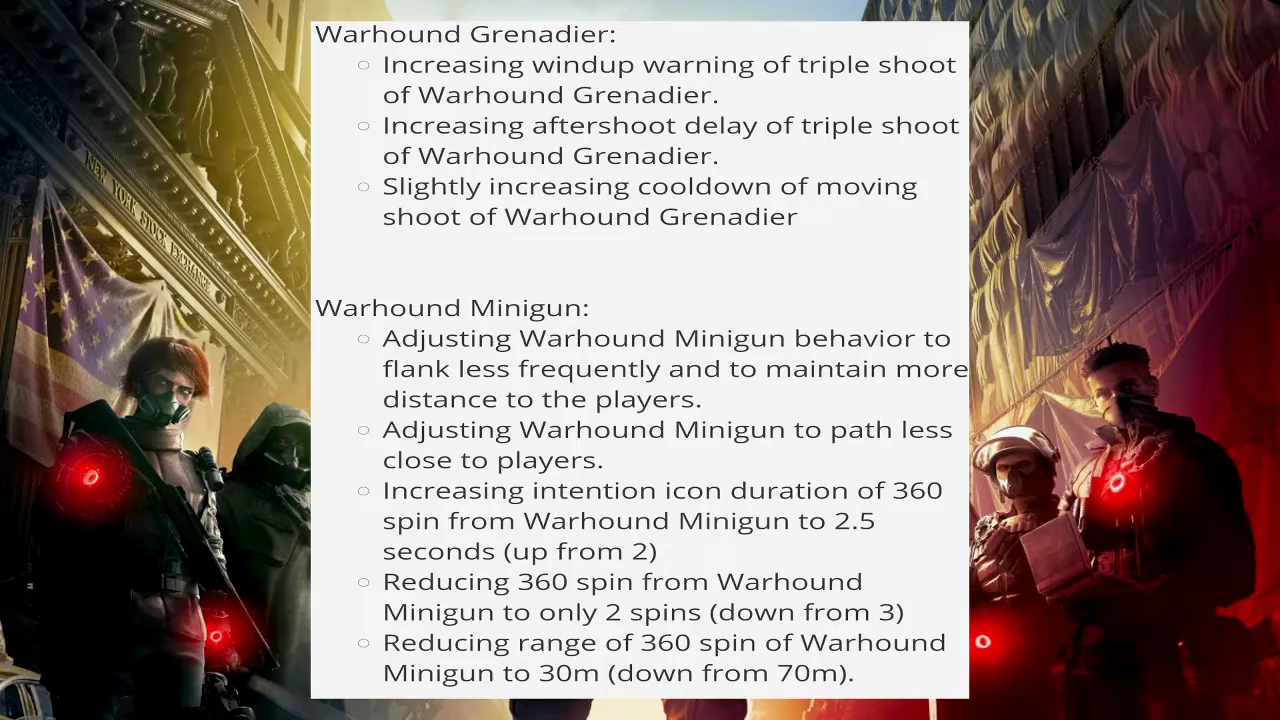 Warhound Grenadier:
○ Increasing windup warning of triple shoot
of Warhound Grenadier.
○ Increasing aftershoot delay of triple shoot
of Warhound Grenadier.
○ Slightly increasing cooldown of moving
shoot of Warhound Grenadier
Warhound Minigun:
○ Adjusting Warhound Minigun behavior to
flank less frequently and to maintain more
distance to the players.
○ Adjusting Warhound Minigun to path less
close to players.
○ Increasing intention icon duration of 360
spin from Warhound Minigun to 2.5
seconds (up from 2)
○ Reducing 360 spin from Warhound
Minigun to only 2 spins (down from 3)
○ Reducing range of 360 spin of Warhound
Minigun to 30m (down from 70m).
NEW YORK STOCK EXCHANGE